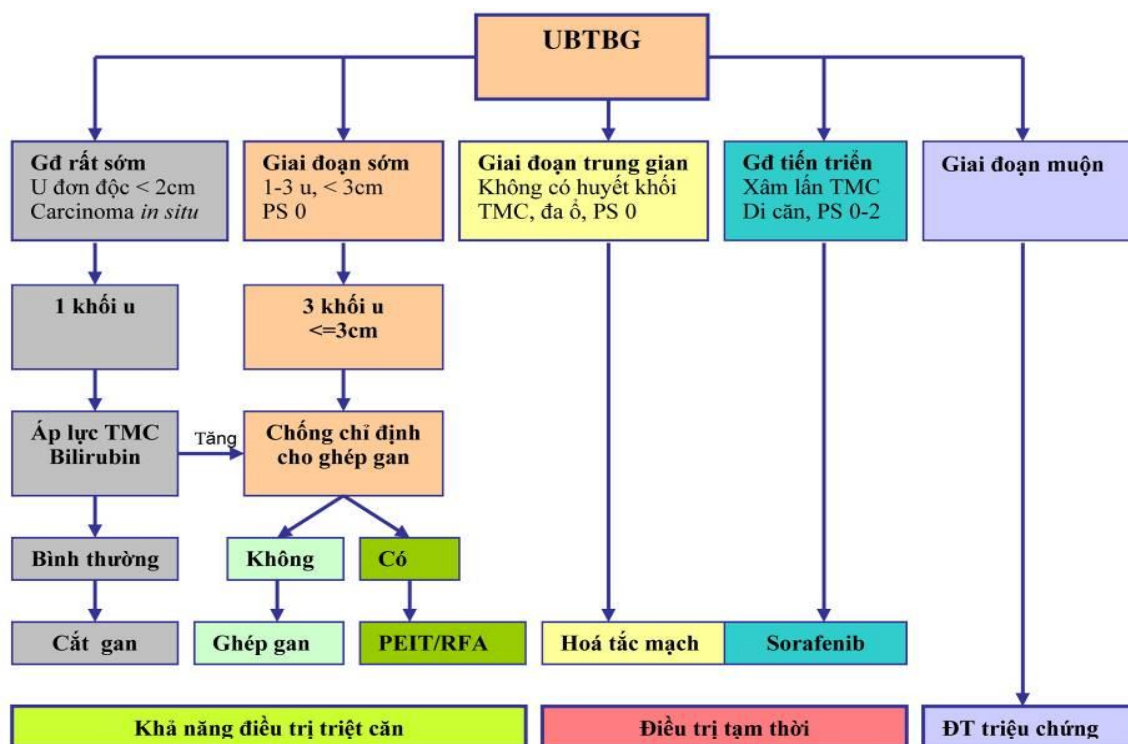 UBTBG
Gđ rất sớm
U đơn độc < 2cm
Carcinoma in situ
Giai đoạn sớm
1-3 u, < 3cm
PS 0
Giai đoạn trung gian
Không có huyết khối
TMC, đa ổ, PS 0
Gđ tiến triển
Xâm lấn TMC
Di căn, PS 0-2
Giai đoạn muộn
1 khối u
3 khối u
<=3cm
Áp lực TMC
Bilirubin
Tăng
Chống chỉ định
cho ghép gan
Bình thường
Không
Có
Cắt gan
Ghép gan
PEIT/RFA
Hoá tắc mạch
Sorafenib
Khả năng điều trị triệt căn
Điều trị tạm thời
ĐT triệu chứng